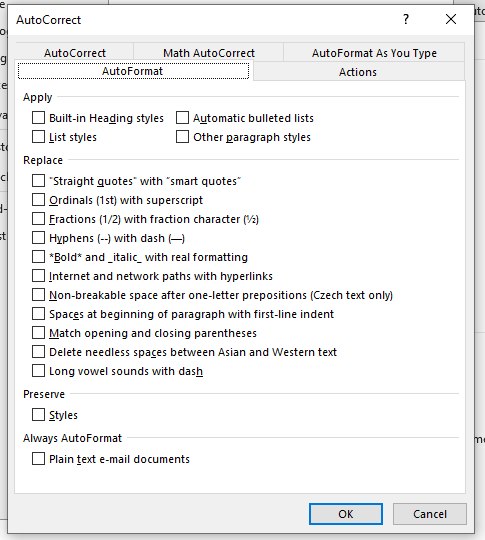 AutoCorrect ? ×
AutoCorrect Math AutoCorrect AutoFormat As You Type
AutoFormat Actions
Apply
Built-in Heading styles Automatic bulleted lists
List styles Other paragraph styles
Replace
"Straight quotes" with “smart quotes”
Ordinals (1st) with superscript
Fractions (1/2) with fraction character (½)
Hyphens (--) with dash (—)
*Bold* and _italic_ with real formatting
Internet and network paths with hyperlinks
Non-breakable space after one-letter prepositions (Czech text only)
Spaces at beginning of paragraph with first-line indent
Match opening and closing parentheses
Delete needless spaces between Asian and Western text
Long vowel sounds with dash
Preserve
Styles
Always AutoFormat
Plain text e-mail documents
OK Cancel